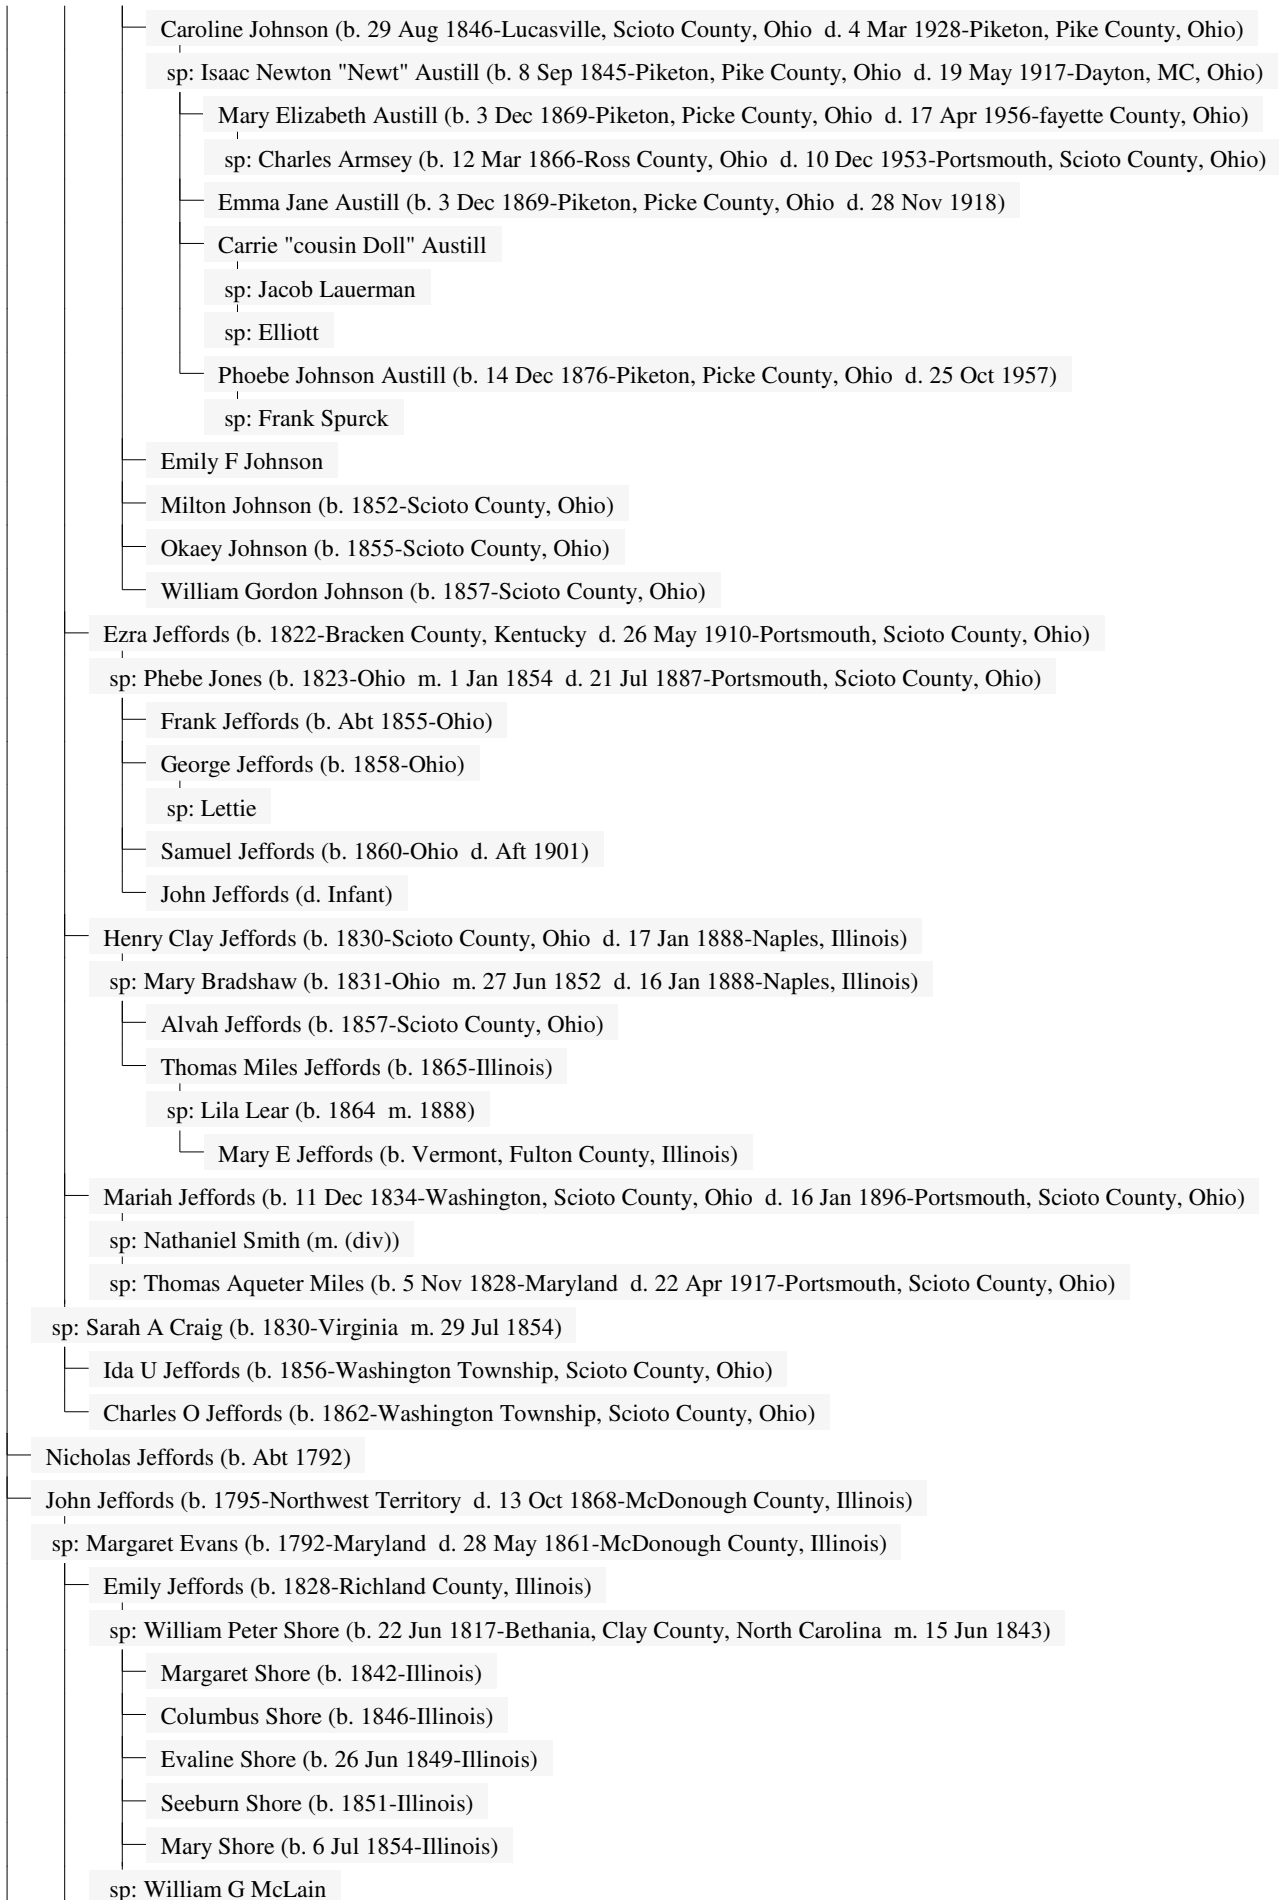 Caroline Johnson (b. 29 Aug 1846-Lucasville, Scioto County, Ohio d. 4 Mar 1928-Piketon, Pike County, Ohio)
sp: Isaac Newton "Newt" Austill (b. 8 Sep 1845-Piketon, Pike County, Ohio d. 19 May 1917-Dayton, MC, Ohio)
Mary Elizabeth Austill (b. 3 Dec 1869-Piketon, Picke County, Ohio d. 17 Apr 1956-fayette County, Ohio)
sp: Charles Armsey (b. 12 Mar 1866-Ross County, Ohio d. 10 Dec 1953-Portsmouth, Scioto County, Ohio)
Emma Jane Austill (b. 3 Dec 1869-Piketon, Picke County, Ohio d. 28 Nov 1918)
Carrie "cousin Doll" Austill
sp: Jacob Lauerman
sp: Elliott
Phoebe Johnson Austill (b. 14 Dec 1876-Piketon, Picke County, Ohio d. 25 Oct 1957)
sp: Frank Spurck
Emily F Johnson
Milton Johnson (b. 1852-Scioto County, Ohio)
Okaey Johnson (b. 1855-Scioto County, Ohio)
William Gordon Johnson (b. 1857-Scioto County, Ohio)
Ezra Jeffords (b. 1822-Bracken County, Kentucky d. 26 May 1910-Portsmouth, Scioto County, Ohio)
sp: Phebe Jones (b. 1823-Ohio m. 1 Jan 1854 d. 21 Jul 1887-Portsmouth, Scioto County, Ohio)
Frank Jeffords (b. Abt 1855-Ohio)
George Jeffords (b. 1858-Ohio)
sp: Lettie
Samuel Jeffords (b. 1860-Ohio d. Aft 1901)
John Jeffords (d. Infant)
Henry Clay Jeffords (b. 1830-Scioto County, Ohio d. 17 Jan 1888-Naples, Illinois)
sp: Mary Bradshaw (b. 1831-Ohio m. 27 Jun 1852 d. 16 Jan 1888-Naples, Illinois)
Alvah Jeffords (b. 1857-Scioto County, Ohio)
Thomas Miles Jeffords (b. 1865-Illinois)
sp: Lila Lear (b. 1864 m. 1888)
Mary E Jeffords (b. Vermont, Fulton County, Illinois)
Mariah Jeffords (b. 11 Dec 1834-Washington, Scioto County, Ohio d. 16 Jan 1896-Portsmouth, Scioto County, Ohio)
sp: Nathaniel Smith (m. (div))
sp: Thomas Aqueter Miles (b. 5 Nov 1828-Maryland d. 22 Apr 1917-Portsmouth, Scioto County, Ohio)
sp: Sarah A Craig (b. 1830-Virginia m. 29 Jul 1854)
Ida U Jeffords (b. 1856-Washington Township, Scioto County, Ohio)
Charles O Jeffords (b. 1862-Washington Township, Scioto County, Ohio)
Nicholas Jeffords (b. Abt 1792)
John Jeffords (b. 1795-Northwest Territory d. 13 Oct 1868-McDonough County, Illinois)
sp: Margaret Evans (b. 1792-Maryland d. 28 May 1861-McDonough County, Illinois)
Emily Jeffords (b. 1828-Richland County, Illinois)
sp: William Peter Shore (b. 22 Jun 1817-Bethania, Clay County, North Carolina m. 15 Jun 1843)
Margaret Shore (b. 1842-Illinois)
Columbus Shore (b. 1846-Illinois)
Evaline Shore (b. 26 Jun 1849-Illinois)
Seeburn Shore (b. 1851-Illinois)
Mary Shore (b. 6 Jul 1854-Illinois)
sp: William G McLain